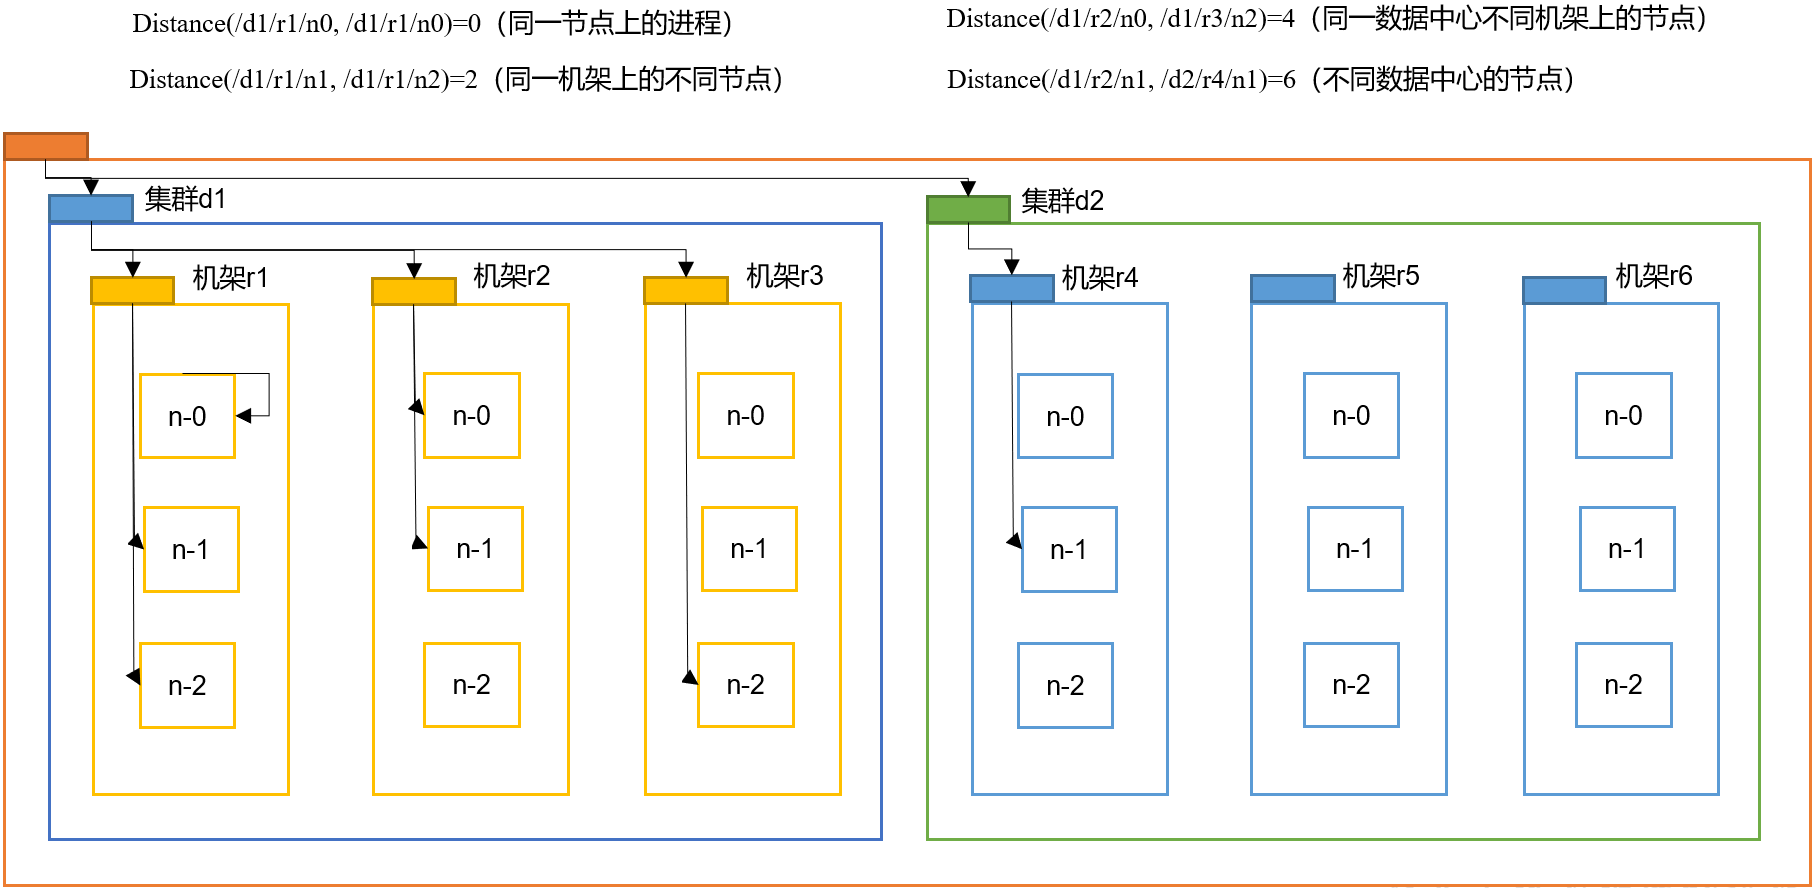 Distance(/d1/r1/n0, /d1/r1/n0)=0（同一节点上的进程）
Distance(/d1/r2/n0, /d1/r3/n2)=4（同一数据中心不同机架上的节点）
Distance(/d1/r1/n1, /d1/r1/n2)=2（同一机架上的不同节点）
Distance(/d1/r2/n1, /d2/r4/n1)=6（不同数据中心的节点）
集群d1
集群d2
机架r1
机架r2
机架r3
机架r4
机架r5
机架r6
n-0
n-0
n-0
n-0
n-0
n-0
n-1
n-1
n-1
n-1
n-1
n-1
n-2
n-2
n-2
n-2
n-2
n-2